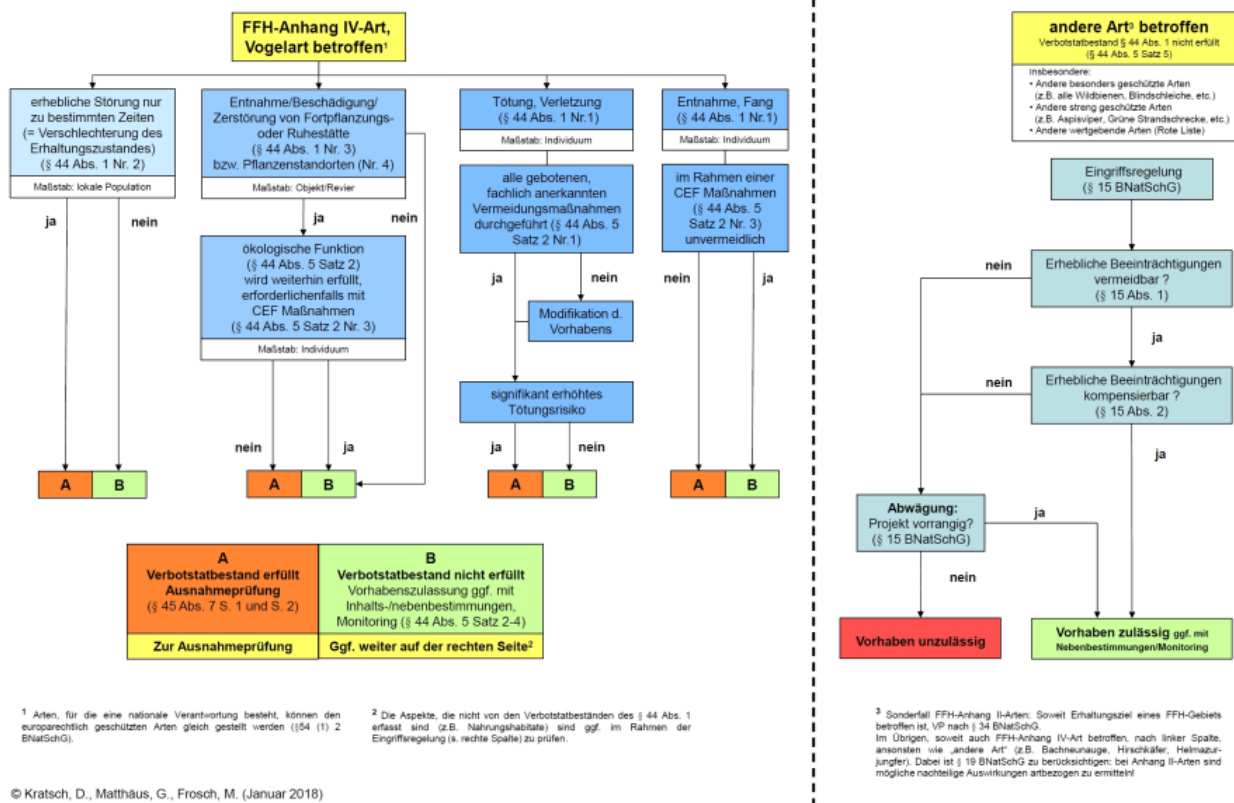 FFH-Anhang IV-Art,
Vogelart betroffen¹
erhebliche Störung nur
zu bestimmten Zeiten
(= Verschlechterung des
Erhaltungszustandes)
(§ 44 Abs. 1 Nr. 2)
Maßstab: lokale Population
ja
nein
Entnahme/Beschädigung/
Zerstörung von Fortpflanzungs-
oder Ruhestätte
(§ 44 Abs. 1 Nr. 3)
bzw. Pflanzenstandorten (Nr. 4)
Maßstab: Objekt/Revier
ja
nein
ökologische Funktion
(§ 44 Abs. 5 Satz 2)
wird weiterhin erfüllt,
erforderlichenfalls mit
CEF Maßnahmen
(§ 44 Abs. 5 Satz 2 Nr. 3)
Maßstab: Individuum
nein
ja
Tötung, Verletzung
(§ 44 Abs. 1 Nr.1)
Maßstab: Individuum
alle gebotenen,
fachlich anerkannten
Vermeidungsmaßnahmen
durchgeführt (§ 44 Abs. 5
Satz 2 Nr.1)
ja
nein
Modifikation d.
Vorhabens
signifikant erhöhtes
Tötungsrisiko
ja
nein
Entnahme, Fang
(§ 44 Abs. 1 Nr.1)
Maßstab: Individuum
im Rahmen einer
CEF Maßnahmen
(§ 44 Abs. 5
Satz 2 Nr. 3)
unvermeidlich
nein
ja
A
B
A
B
A
B
A
B
A
Verbotstatbestand erfüllt
Ausnahmeprüfung
(§ 45 Abs. 7 S. 1 und S. 2)
Zur Ausnahmeprüfung
B
Verbotstatbestand nicht erfüllt
Vorhabenszulassung ggf. mit
Inhalts-/nebenbestimmungen,
Monitoring (§ 44 Abs. 5 Satz 2-4)
Ggf. weiter auf der rechten Seite²
¹ Arten, für die eine nationale Verantwortung besteht, können den
europarechtlich geschützten Arten gleich gestellt werden (§54 (1) 2
BNatSchG).
² Die Aspekte, die nicht von den Verbotstatbeständen des § 44 Abs. 1
erfasst sind (z.B. Nahrungshabitate) sind ggf. im Rahmen der
Eingriffsregelung (s. rechte Spalte) zu prüfen.
© Kratsch, D., Matthäus, G., Frosch, M. (Januar 2018)
andere Art³ betroffen
Verbotstatbestand § 44 Abs. 1 nicht erfüllt
(§ 44 Abs. 5 Satz 5)
Insbesondere:
• Andere besonders geschützte Arten
(z.B. alle Wildbienen, Blindschleiche, etc.)
• Andere streng geschützte Arten
(z.B. Aspisviper, Grüne Strandschrecke, etc.)
• Andere wertgebende Arten (Rote Liste)
Eingriffsregelung
(§ 15 BNatSchG)
nein
Erhebliche Beeinträchtigungen
vermeidbar ?
(§ 15 Abs. 1)
ja
nein
Erhebliche Beeinträchtigungen
kompensierbar ?
(§ 15 Abs. 2)
ja
Abwägung:
Projekt vorrangig?
(§ 15 BNatSchG)
ja
nein
Vorhaben unzulässig
Vorhaben zulässig ggf. mit
Nebenbestimmungen/Monitoring
³ Sonderfall FFH-Anhang II-Arten: Soweit Erhaltungsziel eines FFH-Gebiets
betroffen ist, VP nach § 34 BNatSchG.
Im Übrigen, soweit auch FFH-Anhang IV-Art betroffen, nach linker Spalte,
ansonsten wie „andere Art“ (z.B. Bachneunauge, Hirschkäfer, Helmazur-
jungfer). Dabei ist § 19 BNatSchG zu berücksichtigen: bei Anhang II-Arten sind
mögliche nachteilige Auswirkungen artbezogen zu ermitteln!